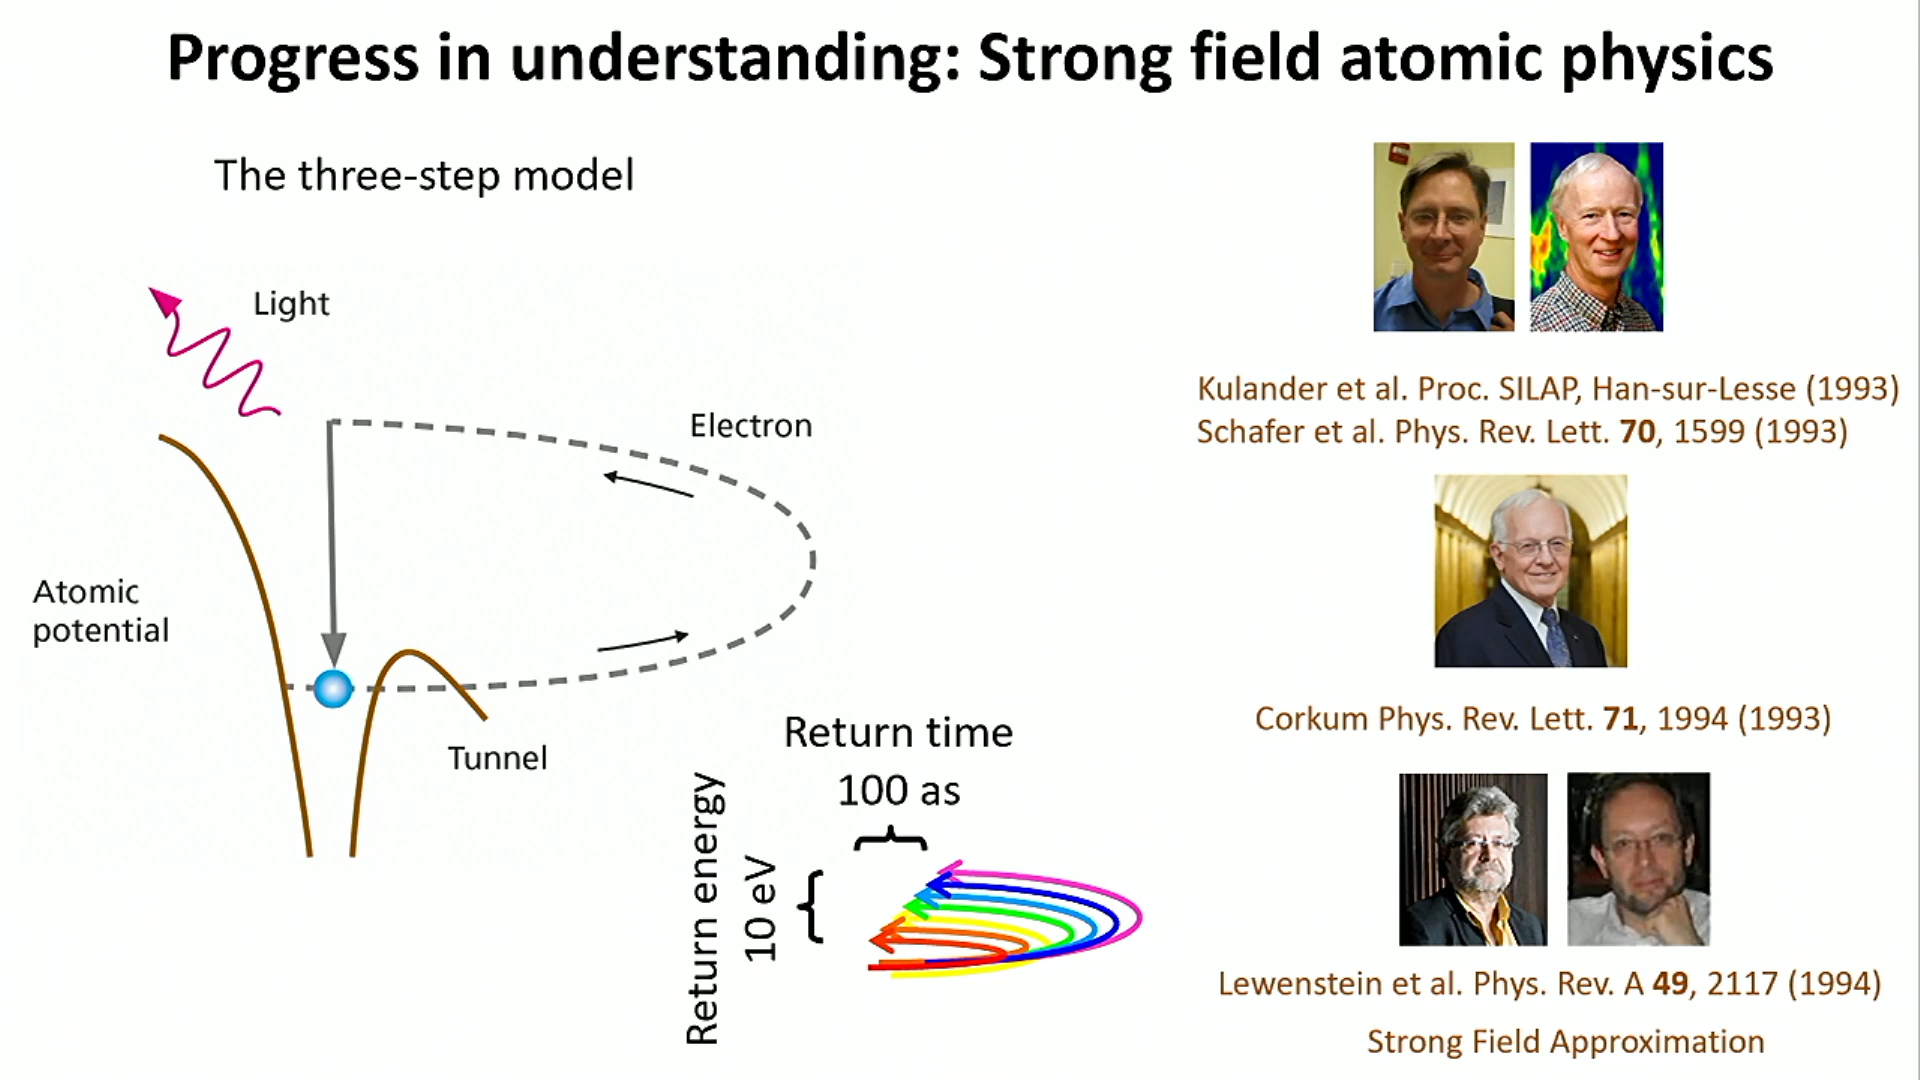 Progress in understanding: Strong field atomic physics
The three-step model
Light
Electron
Atomic
potential
Tunnel
Return time
100 as
Return energy
10 eV
Kulander et al. Proc. SILAP, Han-sur-Lesse (1993)
Schafer et al. Phys. Rev. Lett. 70, 1599 (1993)
Corkum Phys. Rev. Lett. 71, 1994 (1993)
Lewenstein et al. Phys. Rev. A 49, 2117 (1994)
Strong Field Approximation